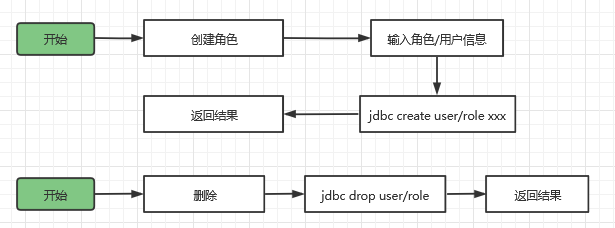 开始
创建角色
输入角色/用户信息
返回结果
jdbc create user/role xxx
开始
删除
jdbc drop user/role
返回结果